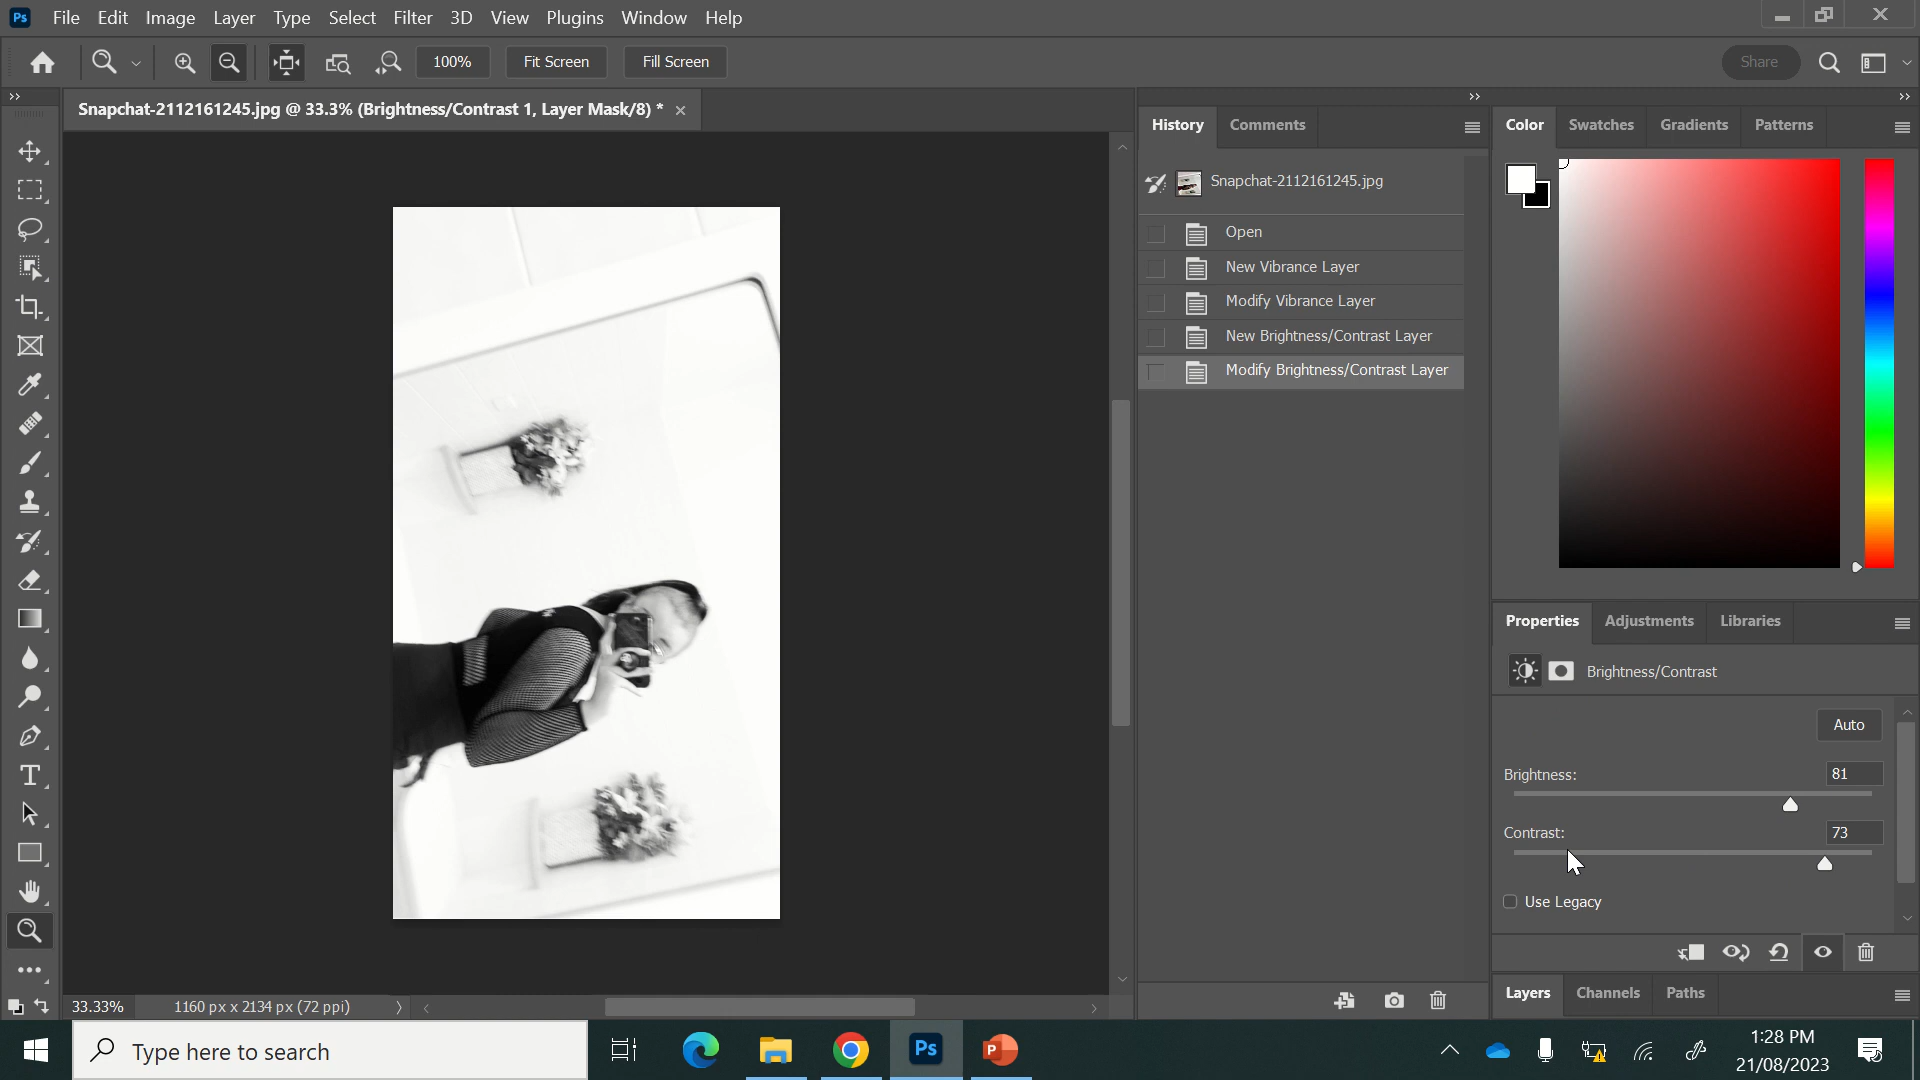 Ps File Edit Image Layer Type Select Filter 3D View Plugins Window Help
100% Fit Screen Fill Screen Share
Snapchat-2112161245.jpg @ 33.3% (Brightness/Contrast 1, Layer Mask/8) *
History Comments
Snapchat-2112161245.jpg
Open
New Vibrance Layer
Modify Vibrance Layer
New Brightness/Contrast Layer
Modify Brightness/Contrast Layer
Color Swatches Gradients Patterns
Properties Adjustments Libraries
Brightness/Contrast
Auto
Brightness: 81
Contrast: 73
Use Legacy
Layers Channels Paths
33.33% 1160 px x 2134 px (72 ppi)
Type here to search
Ps
P
1:28 PM
21/08/2023